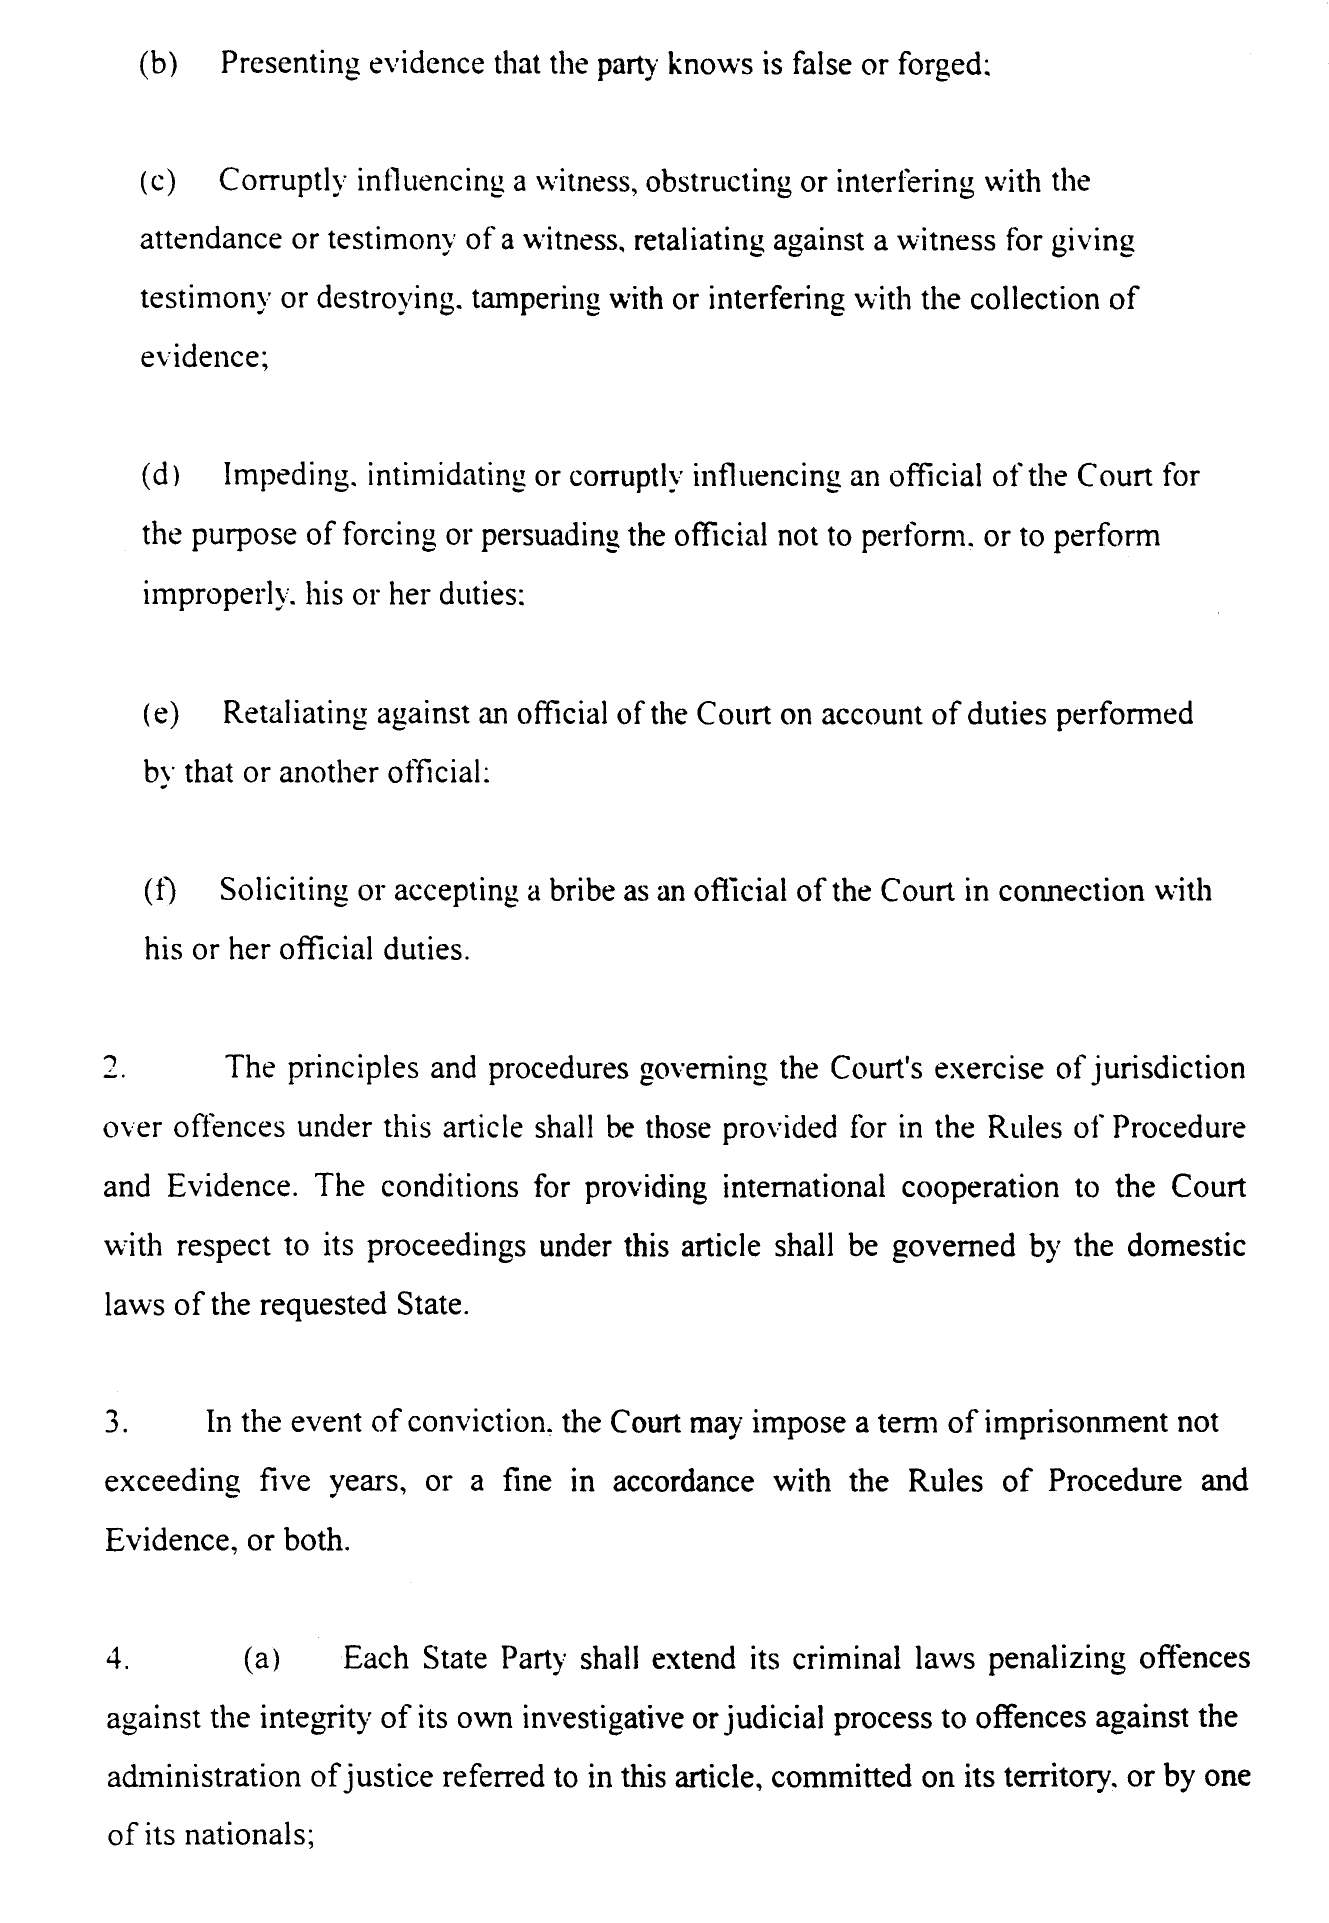 (b) Presenting evidence that the party knows is false or forged;
(c) Corruptly influencing a witness, obstructing or interfering with the
attendance or testimony of a witness, retaliating against a witness for giving
testimony or destroying, tampering with or interfering with the collection of
evidence;
(d) Impeding, intimidating or corruptly influencing an official of the Court for
the purpose of forcing or persuading the official not to perform, or to perform
improperly, his or her duties;
(e) Retaliating against an official of the Court on account of duties performed
by that or another official;
(f) Soliciting or accepting a bribe as an official of the Court in connection with
his or her official duties.
2. The principles and procedures governing the Court's exercise of jurisdiction
over offences under this article shall be those provided for in the Rules of Procedure
and Evidence. The conditions for providing international cooperation to the Court
with respect to its proceedings under this article shall be governed by the domestic
laws of the requested State.
3. In the event of conviction, the Court may impose a term of imprisonment not
exceeding five years, or a fine in accordance with the Rules of Procedure and
Evidence, or both.
4. (a) Each State Party shall extend its criminal laws penalizing offences
against the integrity of its own investigative or judicial process to offences against the
administration of justice referred to in this article, committed on its territory, or by one
of its nationals;